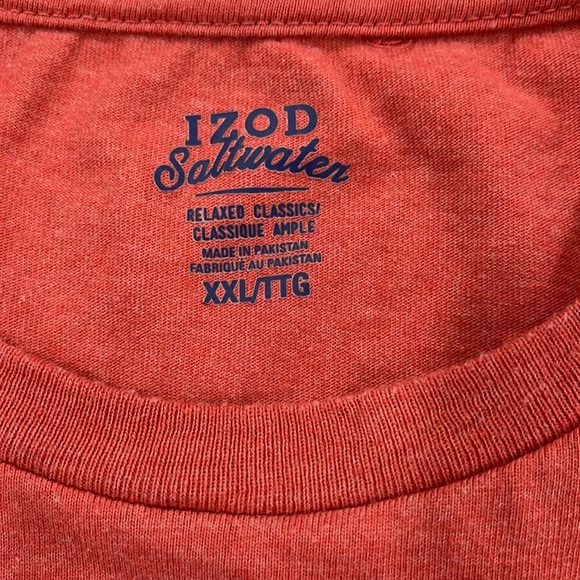 IZOD
Saltwater
RELAXED CLASSICS/
CLASSIQUE AMPLE
MADE IN PAKISTAN
FABRIQUÉ AU PAKISTAN
XXL/TTG